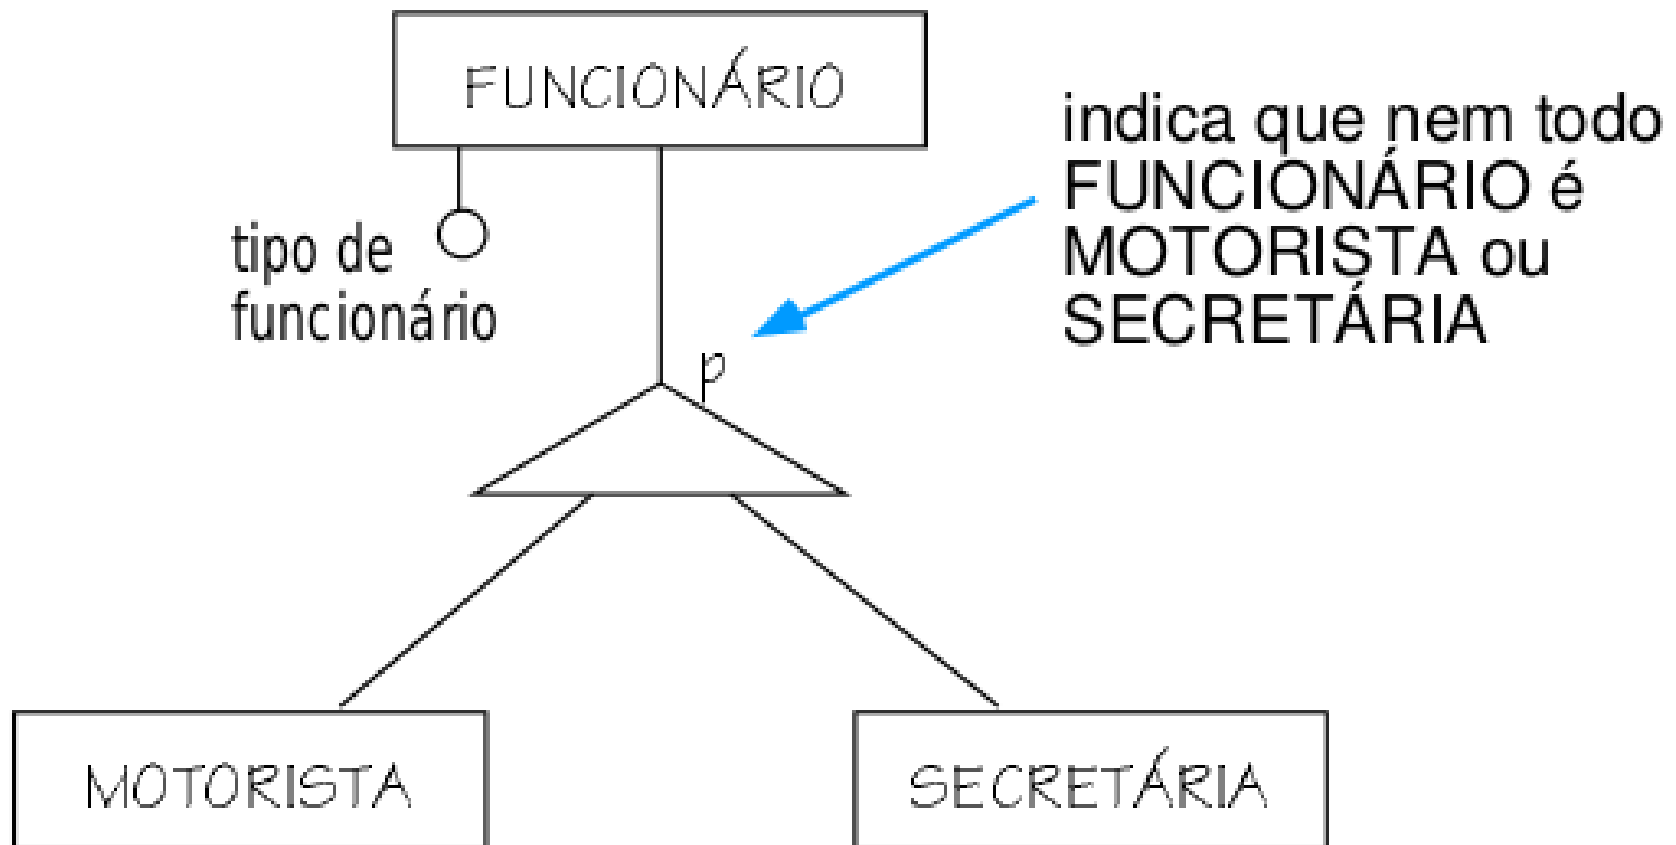 FUNCIONÁRIO
indica que nem todo
FUNCIONÁRIO é
MOTORISTA ou
SECRETÁRIA
tipo de
funcionário
p
MOTORISTA
SECRETÁRIA